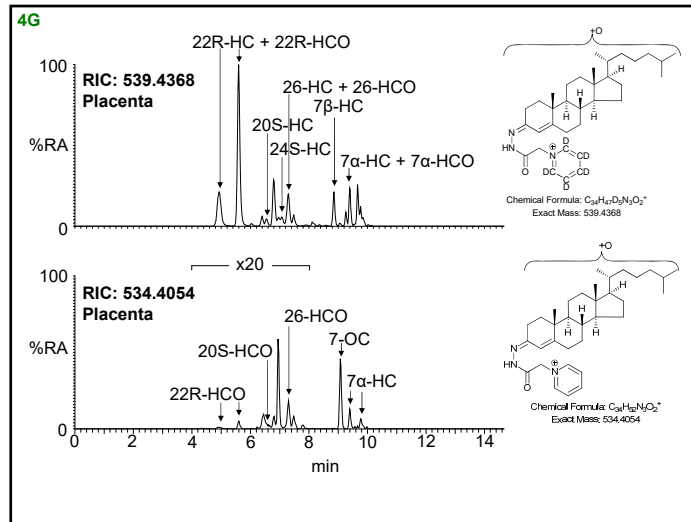 4G
22R-HC + 22R-HCO
100
RIC: 539.4368
Placenta
26-HC + 26-HCO
7β-HC
20S-HC
24S-HC
7α-HC + 7α-HCO
%RA
0
+O
H
H
H
H
N
NH
O
N
+
D
D
D
D
D
Chemical Formula: C34H47D5N3O2+
Exact Mass: 539.4368
x20
100
RIC: 534.4054
Placenta
26-HCO
7-OC
20S-HCO
7α-HC
22R-HCO
%RA
0
0 2 4 6 8 10 12 14
min
+O
H
H
H
H
N
HN
O
N
+
Chemical Formula: C34H52N3O2+
Exact Mass: 534.4054